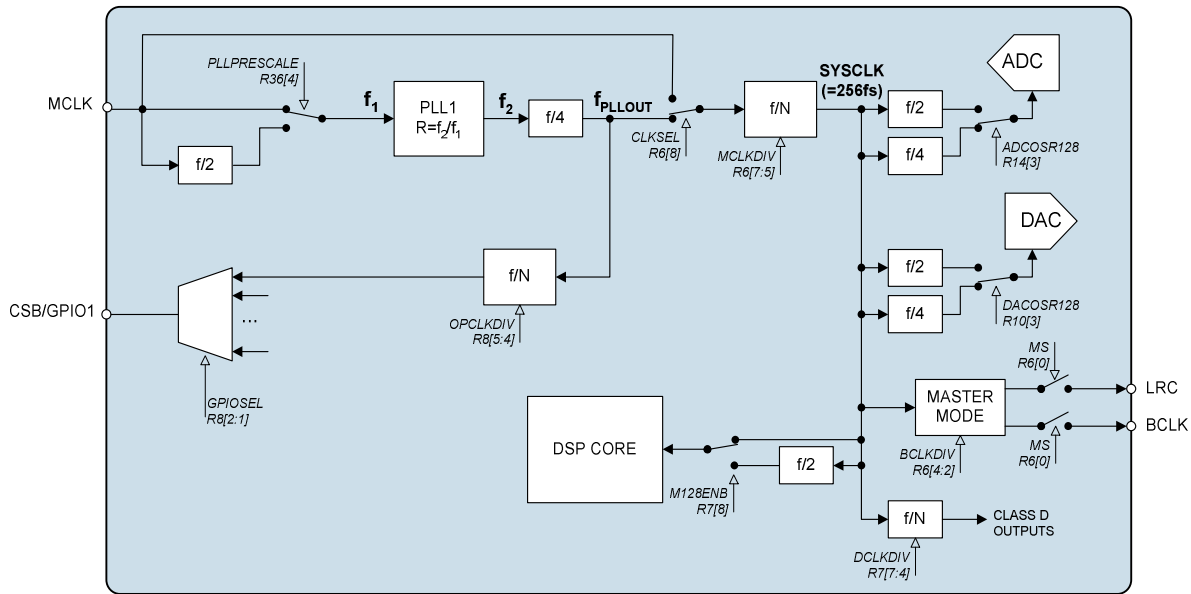 PLLPRESCALE
R36[4]
MCLK
f1
PLL1
R=f2/f1
f2
f/4
fPLLOUT
f/2
CLKSEL
R6[8]
f/N
MCLKDIV
R6[7:5]
SYSCLK
(=256fs)
f/2
f/4
ADC
ADCOSR128
R14[3]
DAC
f/2
f/4
DACOSR128
R10[3]
f/N
OPCLKDIV
R8[5:4]
CSB/GPIO1
...
GPIOSEL
R8[2:1]
MS
R6[0]
MASTER
MODE
LRC
BCLK
BCLKDIV
R6[4:2]
MS
R6[0]
DSP CORE
f/2
M128ENB
R7[8]
f/N
CLASS D
OUTPUTS
DCLKDIV
R7[7:4]